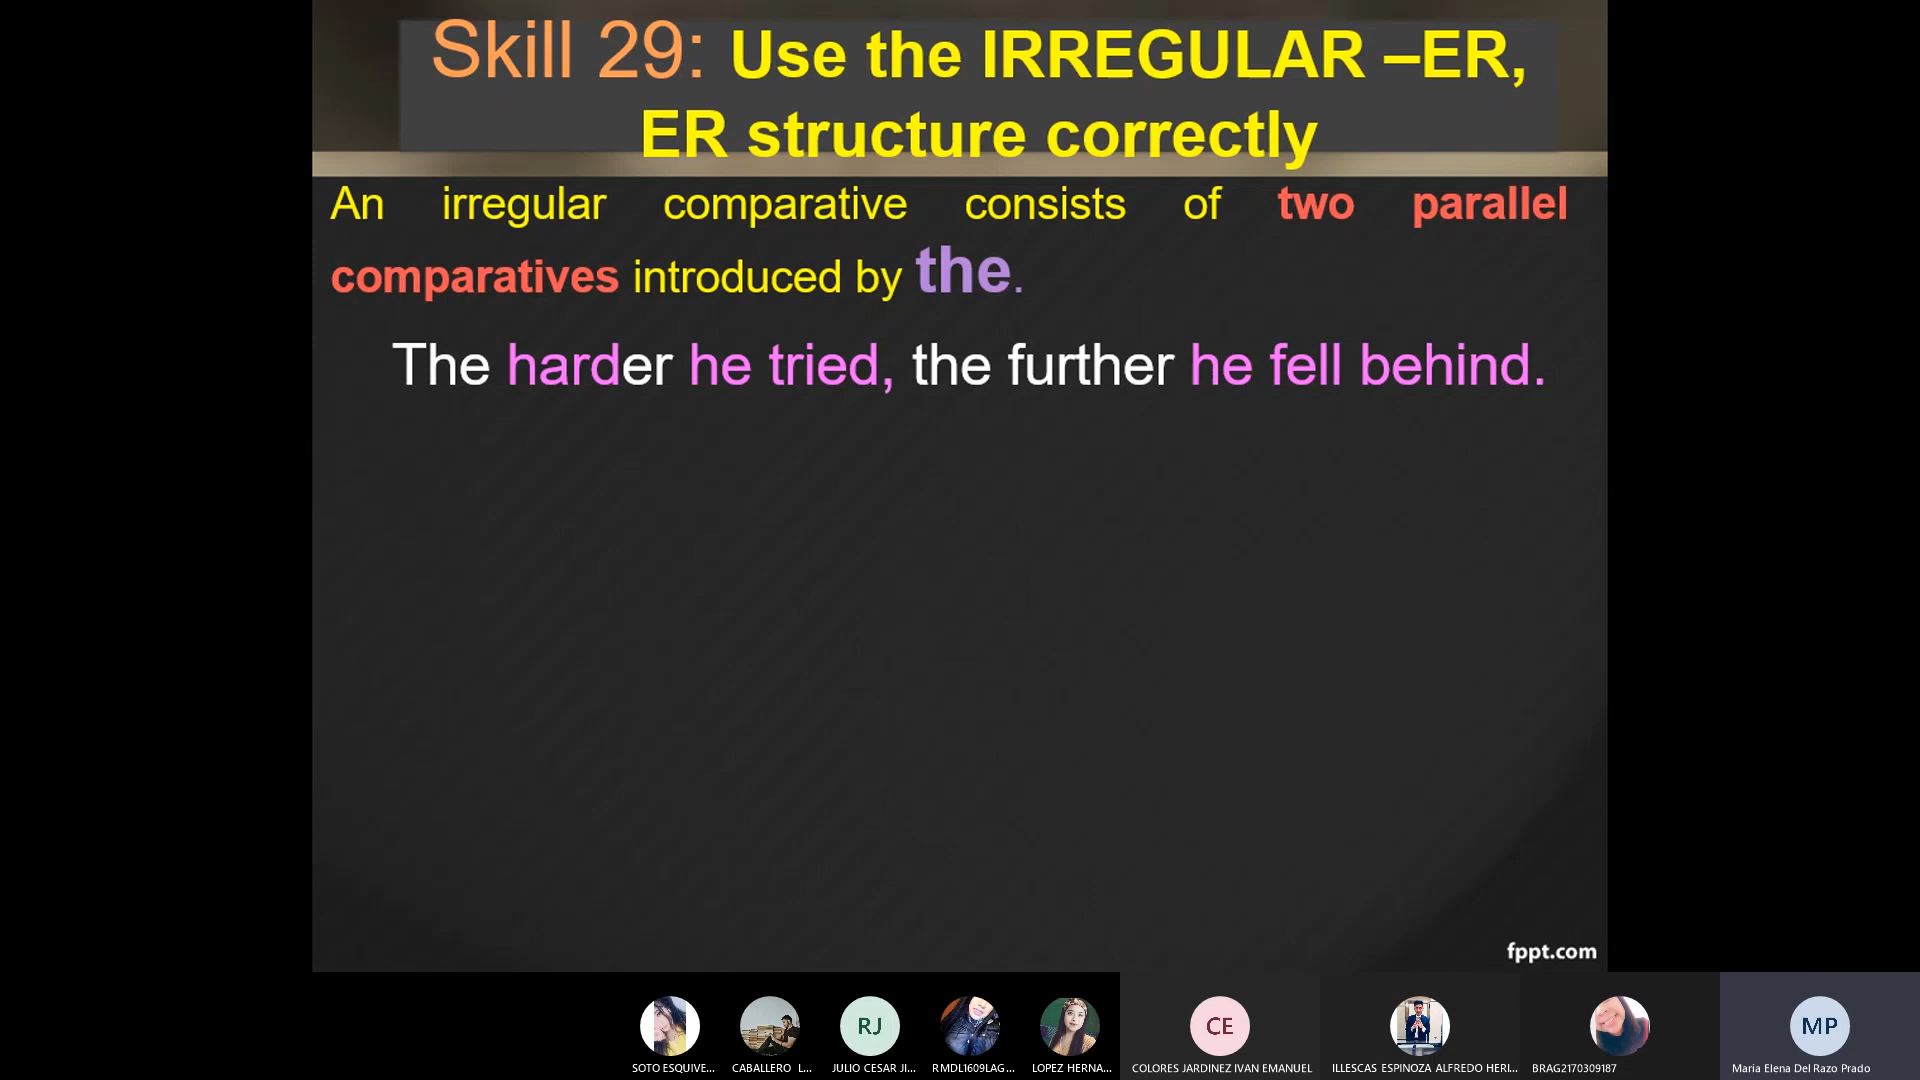 Skill 29: Use the IRREGULAR –ER,
ER structure correctly
An irregular comparative consists of two parallel
comparatives introduced by the.
The harder he tried, the further he fell behind.
fppt.com
RJ
CE
MP
SOTO ESQUIVE...
CABALLERO L...
JULIO CESAR JI...
RMDL1609LAG...
LOPEZ HERNA...
COLORES JARDINEZ IVAN EMANUEL
ILLESCAS ESPINOZA ALFREDO HERI...
BRAG2170309187
Maria Elena Del Razo Prado